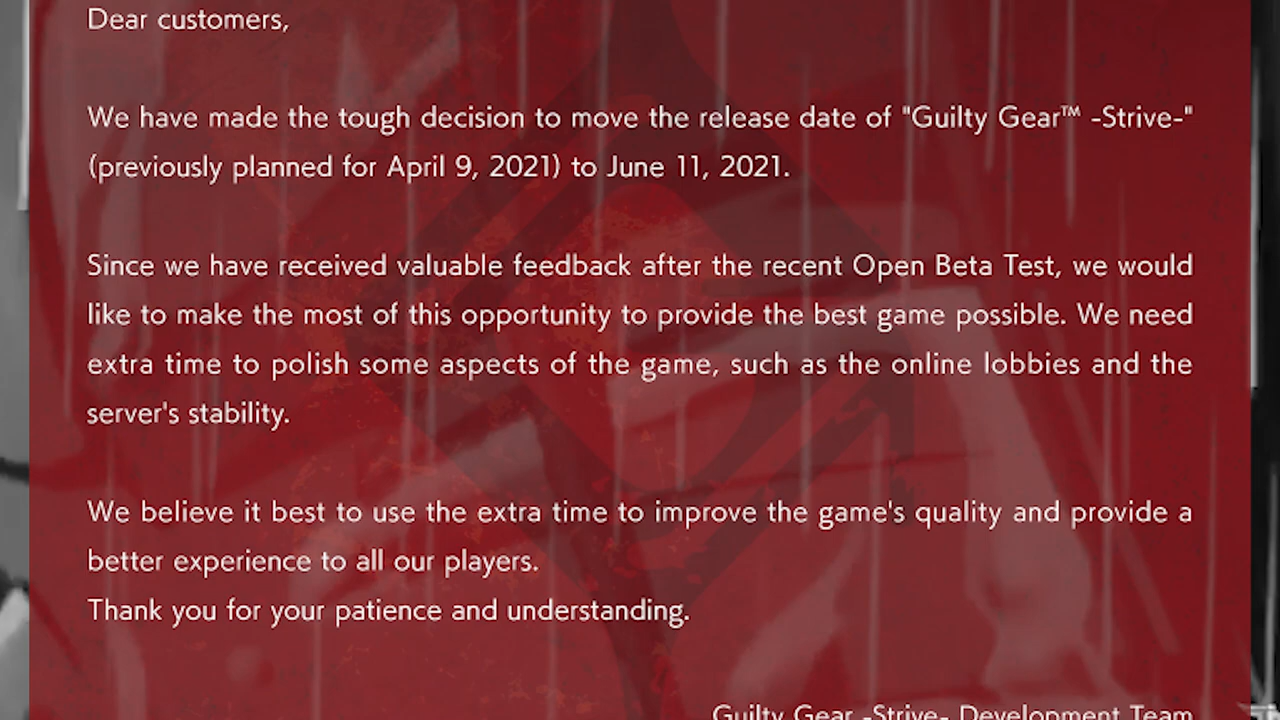 Dear customers,
We have made the tough decision to move the release date of "Guilty Gear™ -Strive-"
(previously planned for April 9, 2021) to June 11, 2021.
Since we have received valuable feedback after the recent Open Beta Test, we would
like to make the most of this opportunity to provide the best game possible. We need
extra time to polish some aspects of the game, such as the online lobbies and the
server's stability.
We believe it best to use the extra time to improve the game's quality and provide a
better experience to all our players.
Thank you for your patience and understanding.
Guilty Gear -Strive- Development Team